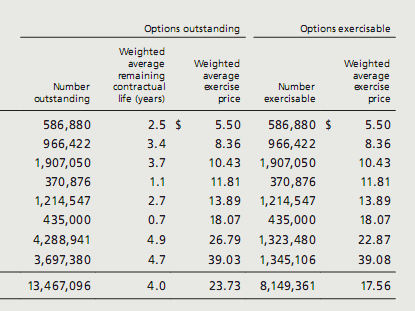 Options outstanding Options exercisable
Weighted
average
remaining Weighted Weighted
contractual average average
Number life (years) exercise Number exercise
outstanding price exercisable price
586,880 2.5 $ 5.50 586,880 $ 5.50
966,422 3.4 8.36 966,422 8.36
1,907,050 3.7 10.43 1,907,050 10.43
370,876 1.1 11.81 370,876 11.81
1,214,547 2.7 13.89 1,214,547 13.89
435,000 0.7 18.07 435,000 18.07
4,288,941 4.9 26.79 1,323,480 22.87
3,697,380 4.7 39.03 1,345,106 39.08
13,467,096 4.0 23.73 8,149,361 17.56